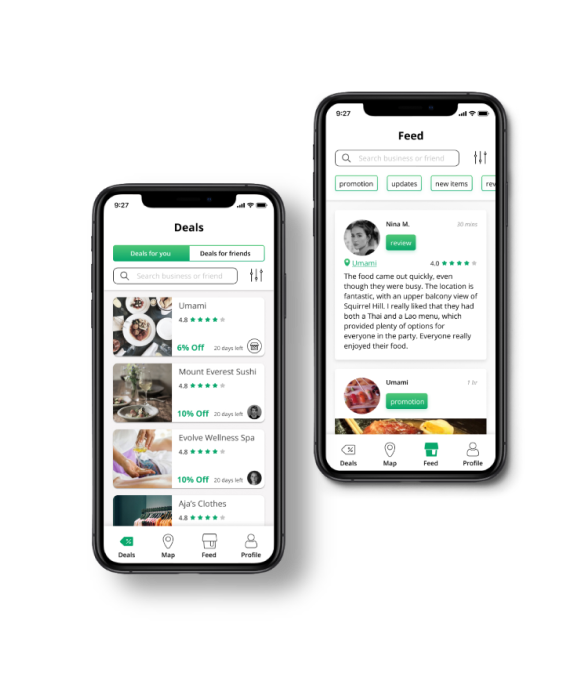 9:27
Deals
Deals for you
Deals for friends
Search business or friend
Umami
4.8
6% Off
20 days left
Mount Everest Sushi
4.8
10% Off
20 days left
Evolve Wellness Spa
4.8
10% Off
20 days left
Aja's Clothes
4.8
Deals
Map
Feed
Profile
9:27
Feed
Search business or friend
promotion
updates
new items
rev
Nina M.
30 mins
review
Umami
4.0
The food came out quickly, even
though they were busy. The location is
fantastic, with an upper balcony view of
Squirrel Hill. I really liked that they had
both a Thai and a Lao menu, which
provided plenty of options for
everyone in the party. Everyone really
enjoyed their food.
Umami
1 hr
promotion
Deals
Map
Feed
Profile